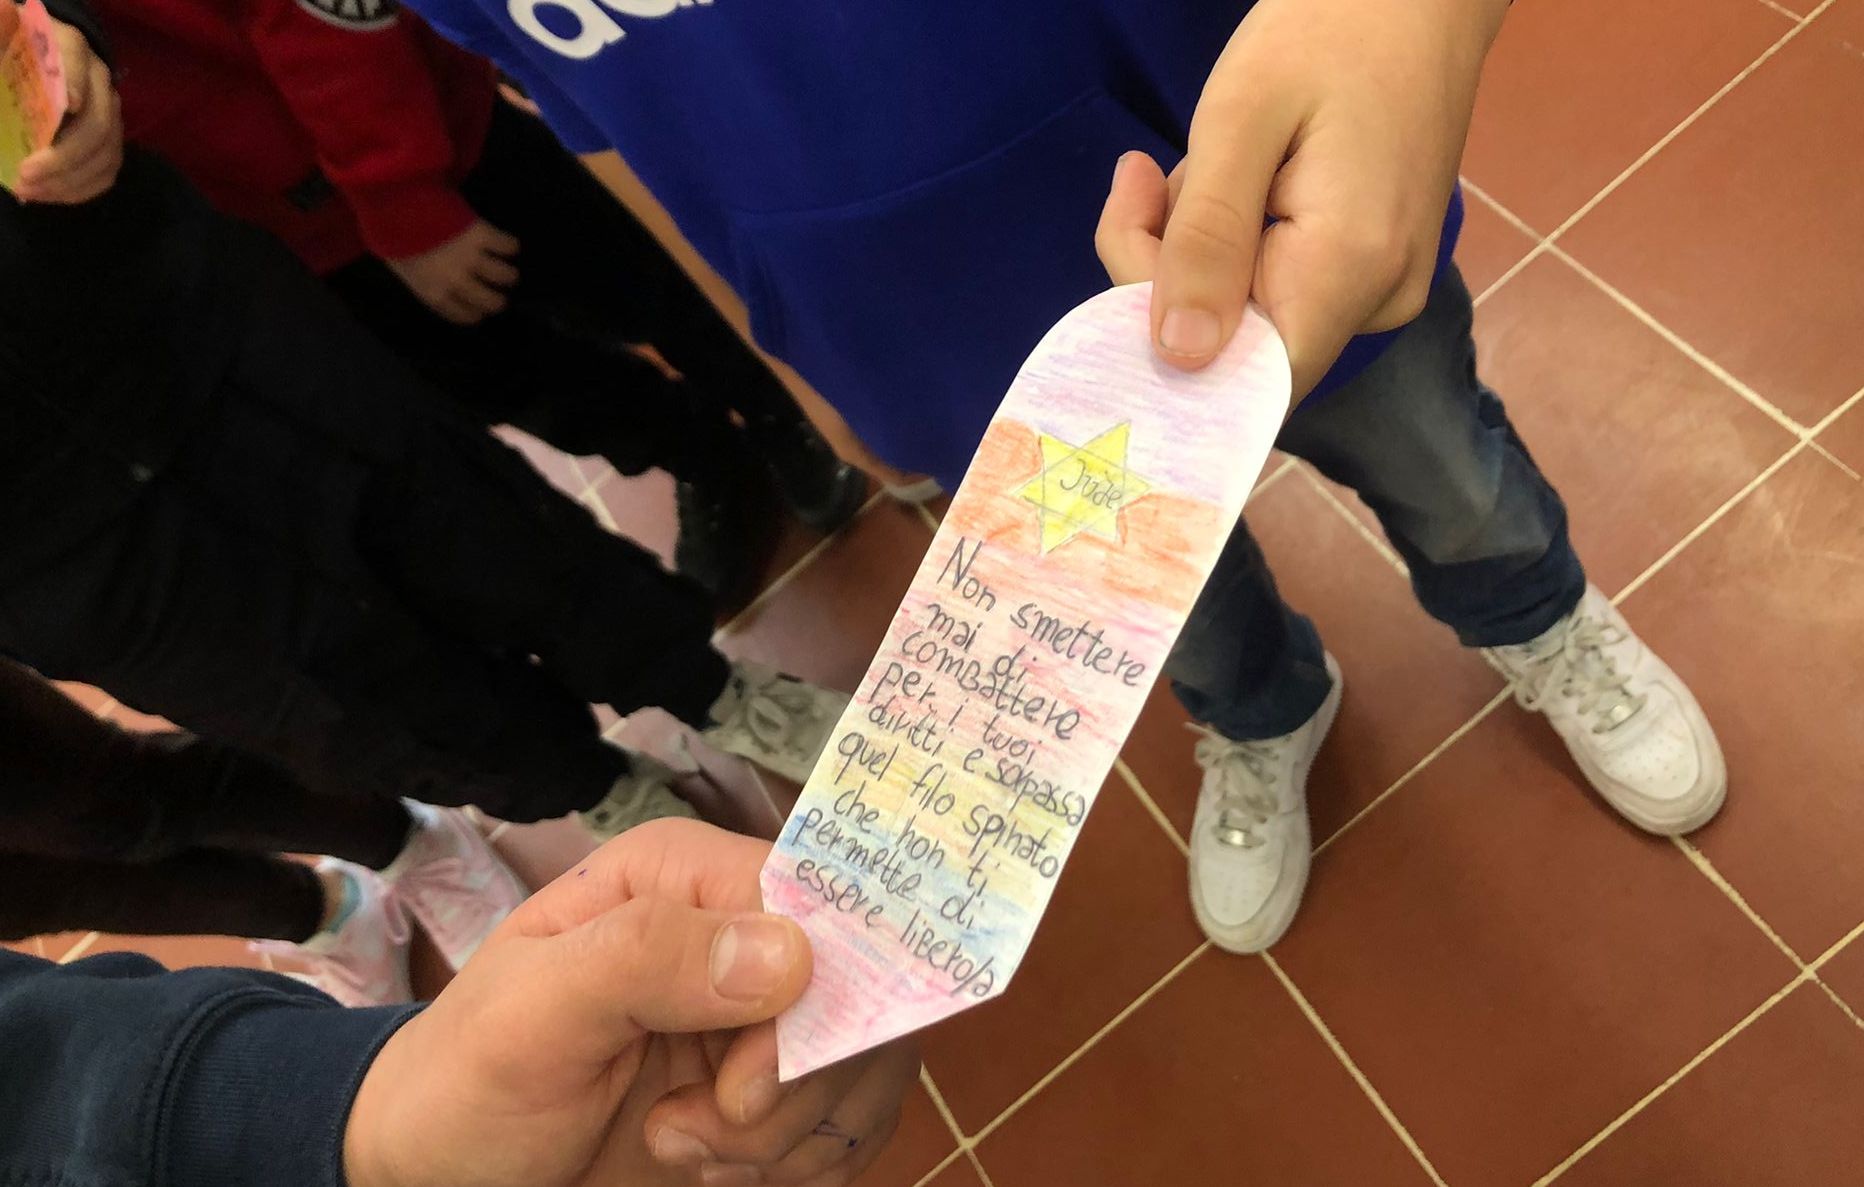 Jude
Non smettere
mai di
comBattere
per i tuoi
diritti e sorpassa
quel filo spinato
che non ti
permette di
essere liBero/a